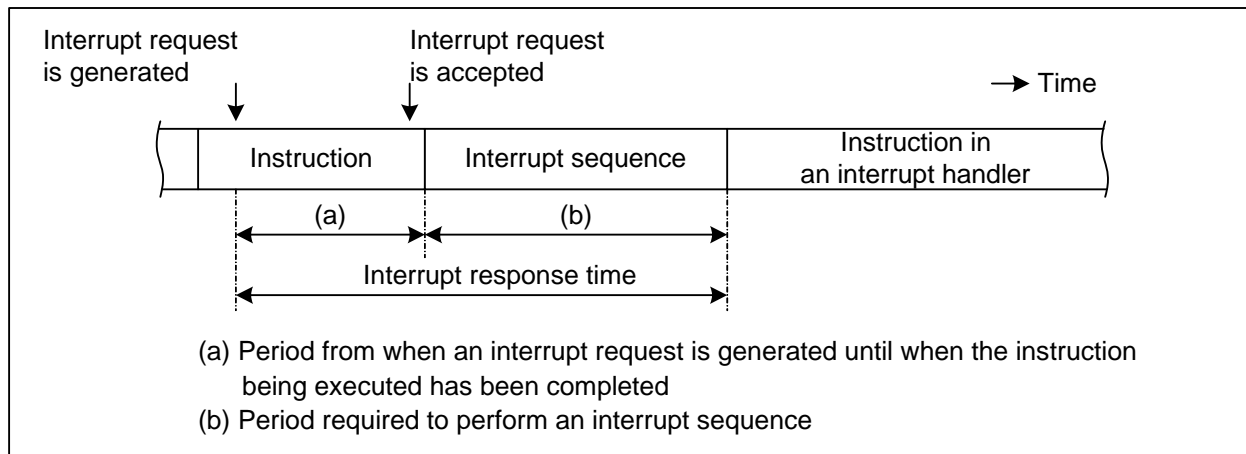 Interrupt request
is generated
Interrupt request
is accepted
Time
Instruction
Interrupt sequence
Instruction in
an interrupt handler
(a)
(b)
Interrupt response time
(a) Period from when an interrupt request is generated until when the instruction
being executed has been completed
(b) Period required to perform an interrupt sequence